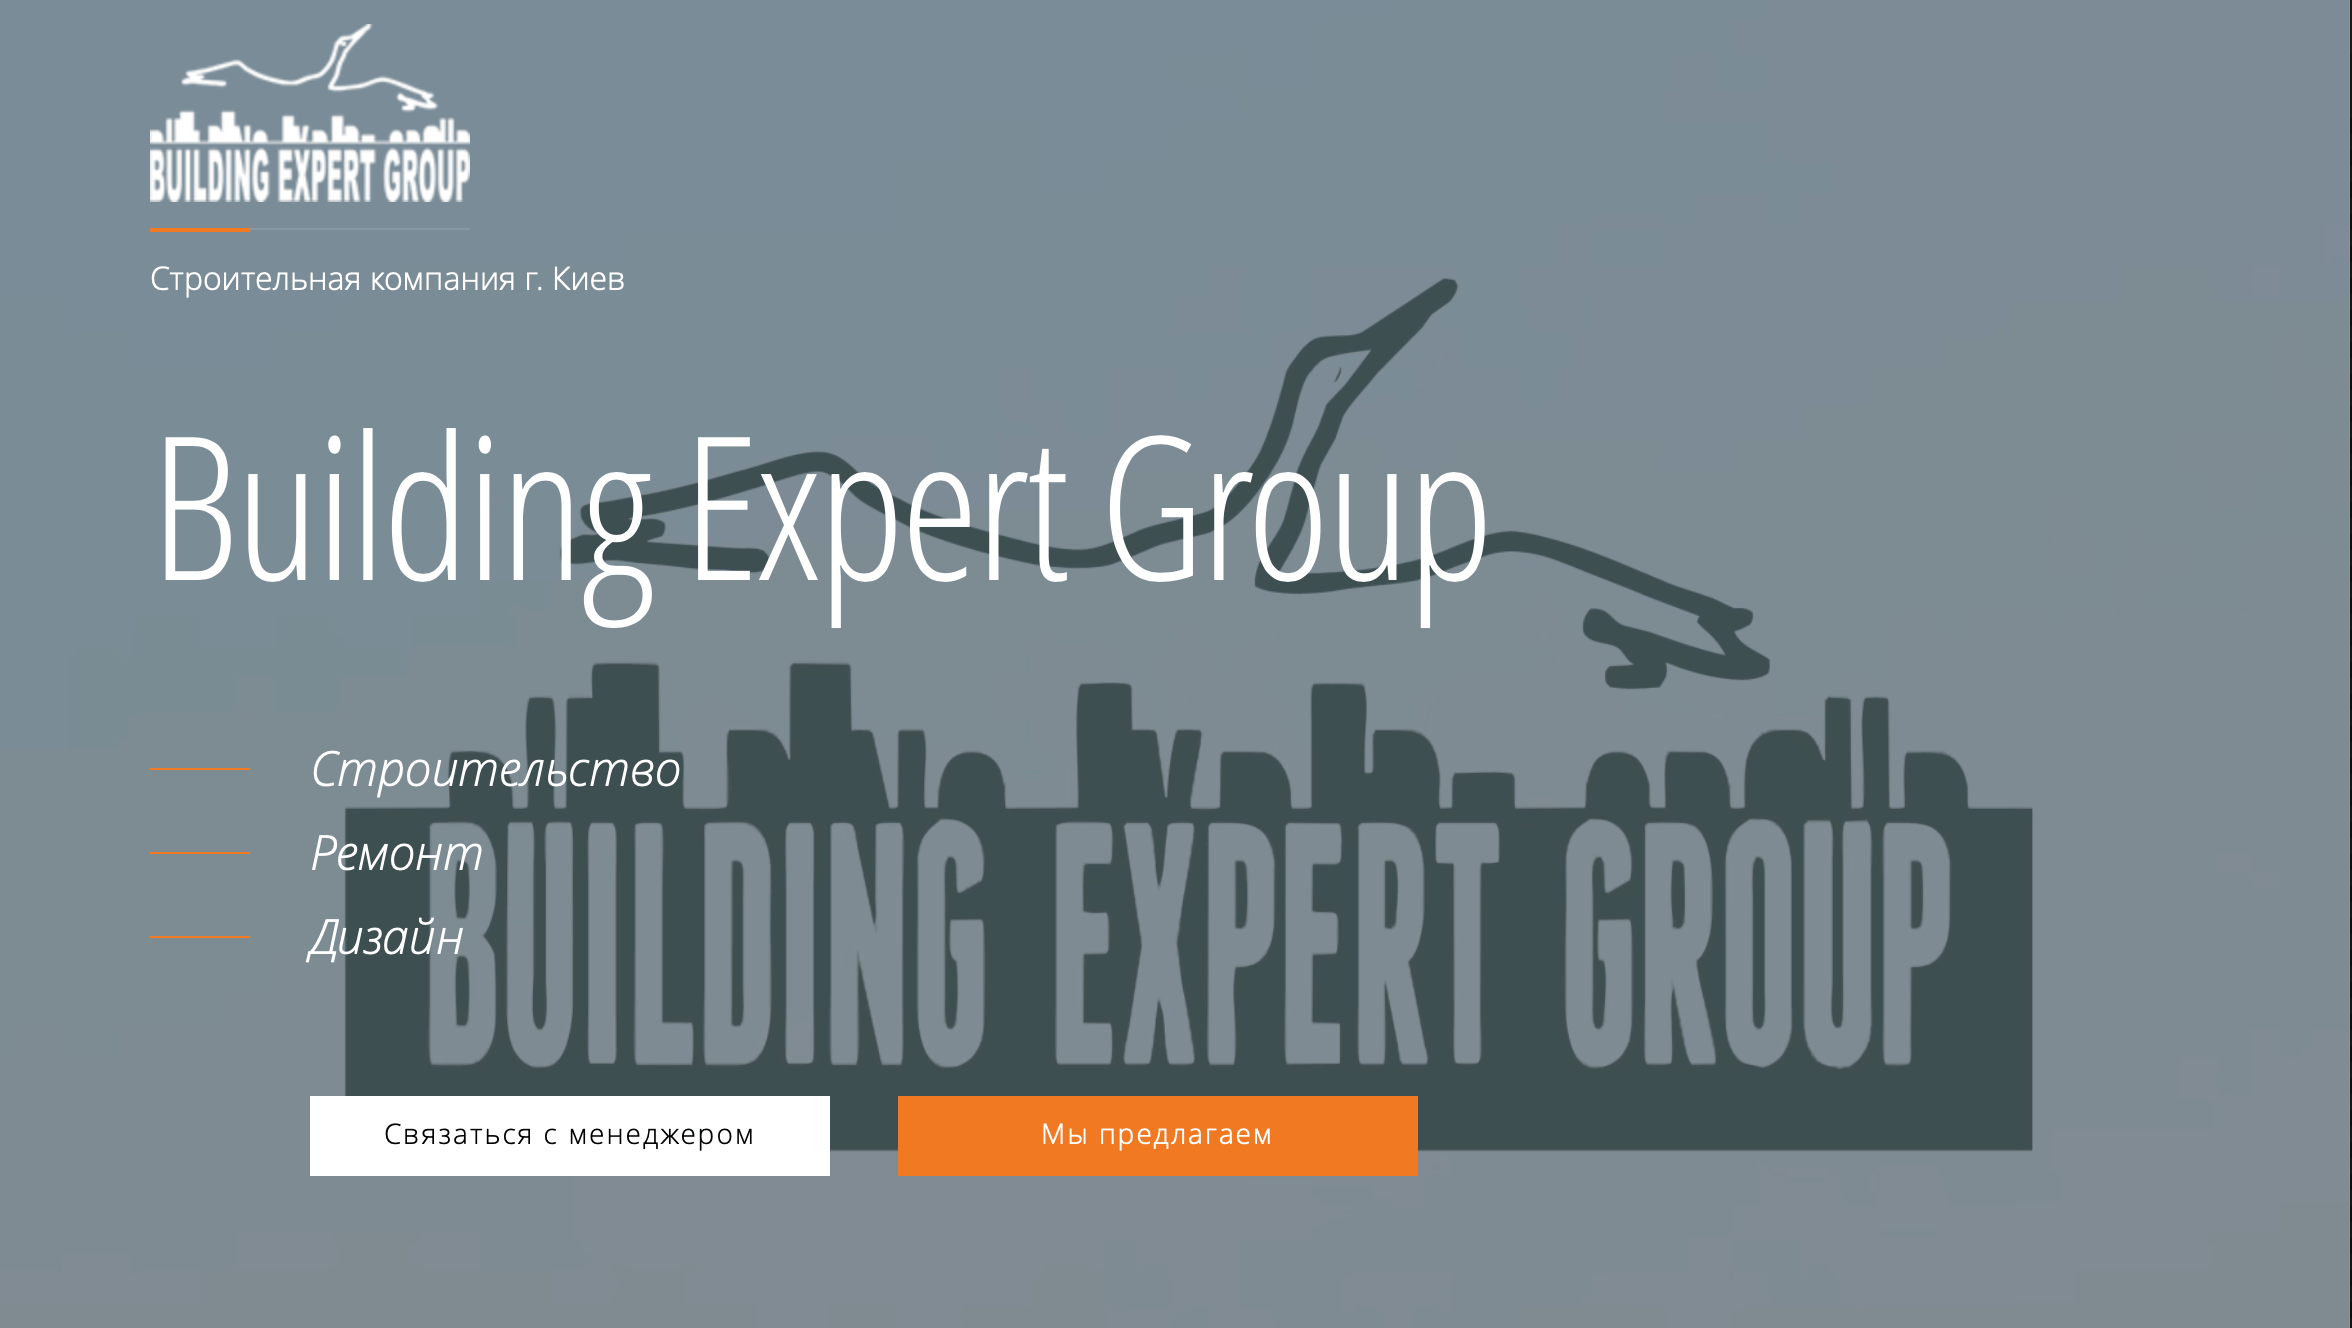 BUILDING EXPERT GROUP
Строительная компания г. Киев
Building Expert Group
Строительство
Ремонт
Дизайн
BUILDING EXPERT GROUP
Связаться с менеджером
Мы предлагаем